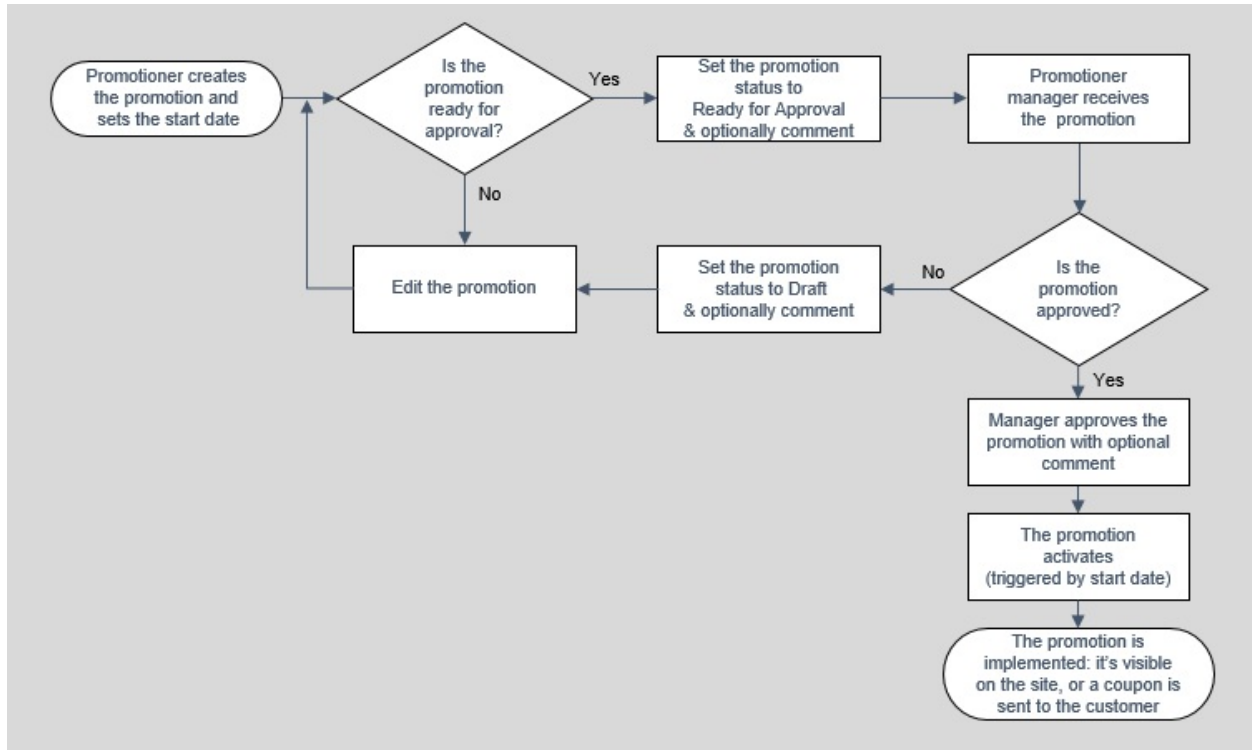 Promotioner creates
the promotion and
sets the start date
Is the
promotion
ready for
approval?
Yes
Set the promotion
status to
Ready for Approval
& optionally comment
Promotioner
manager receives
the promotion
No
Edit the promotion
Set the promotion
status to Draft
& optionally comment
No
Is the
promotion
approved?
Yes
Manager approves the
promotion with optional
comment
The promotion
activates
(triggered by start date)
The promotion is
implemented: it's visible
on the site, or a coupon is
sent to the customer